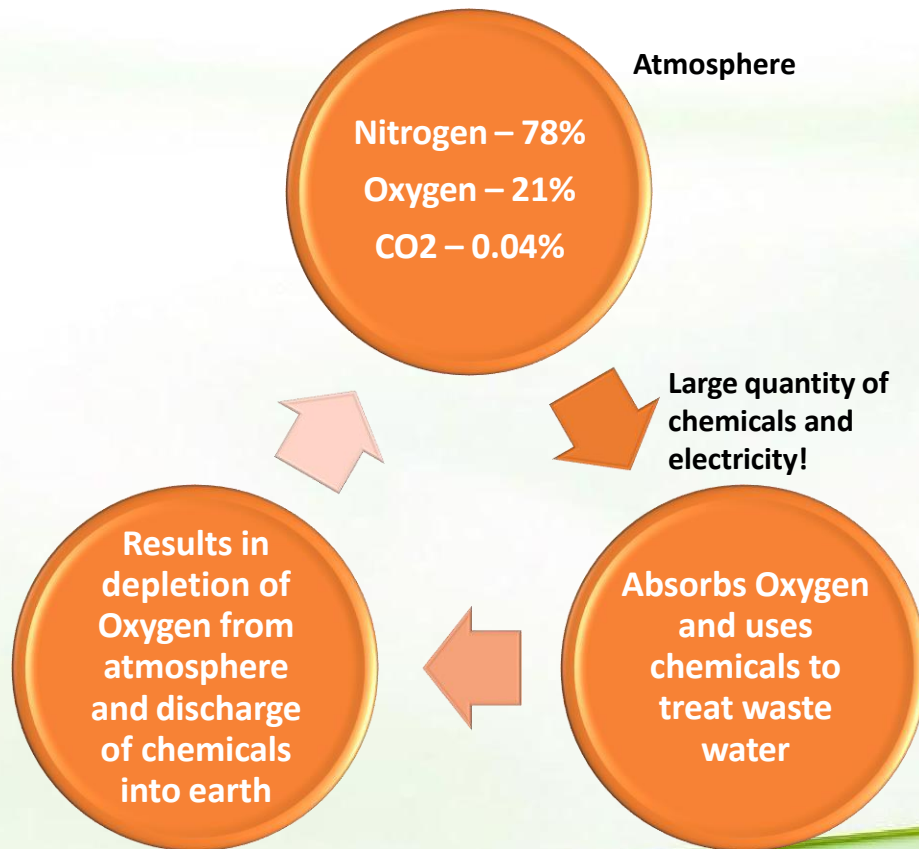 Atmosphere
Nitrogen – 78%
Oxygen – 21%
CO2 – 0.04%
Large quantity of
chemicals and
electricity!
Absorbs Oxygen
and uses
chemicals to
treat waste
water
Results in
depletion of
Oxygen from
atmosphere
and discharge
of chemicals
into earth